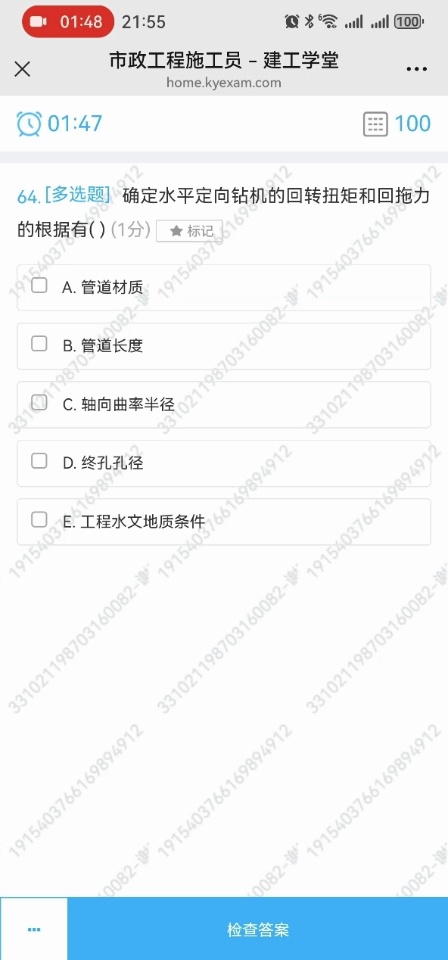 01:48 21:55 100
市政工程施工员 – 建工学堂
home.kyexam.com
01:47 100
64. [多选题] 确定水平定向钻机的回转扭矩和回拖力
的根据有( ) (1分) ★ 标记
A. 管道材质
B. 管道长度
C. 轴向曲率半径
D. 终孔孔径
E. 工程水文地质条件
检查答案
1915403766169894912
331021198703160082